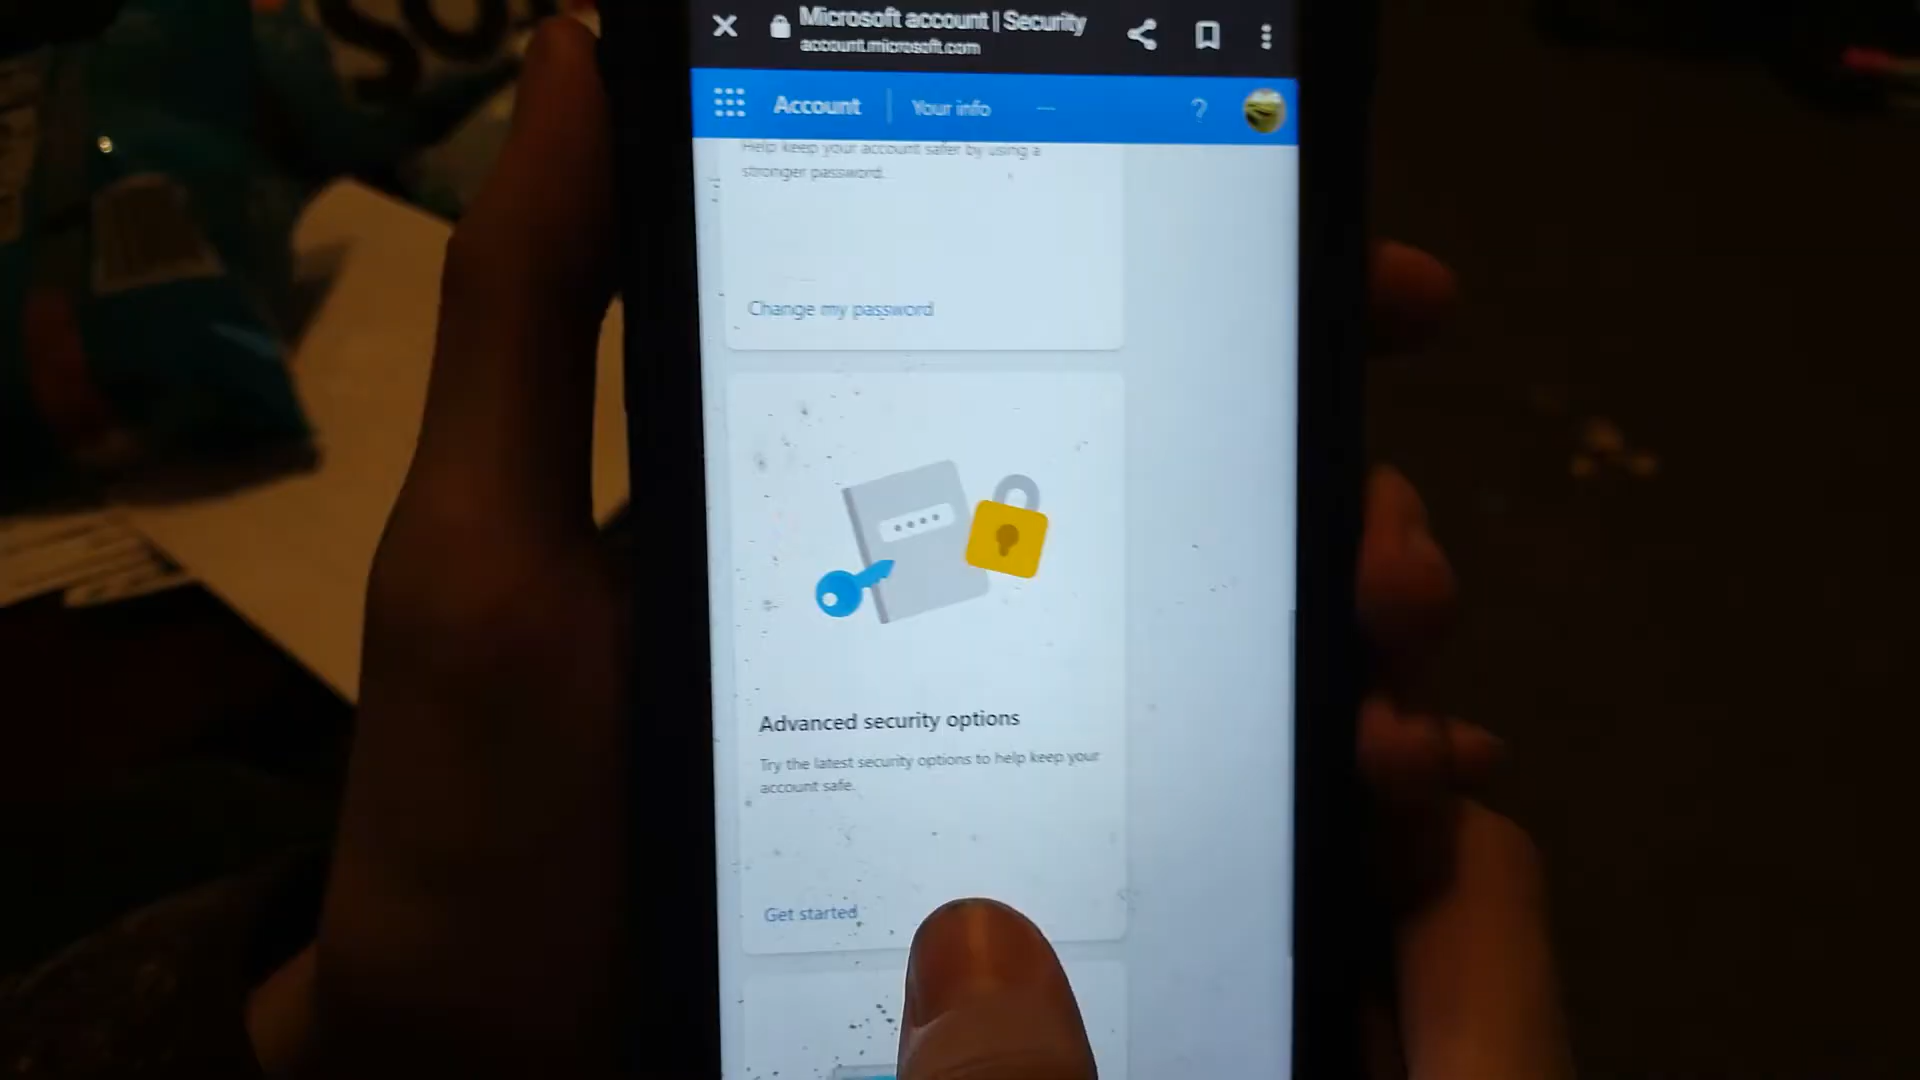 Microsoft account | Security
account.microsoft.com
Account
Your info
?
Help keep your account safer by using a
stronger password.
Change my password
Advanced security options
Try the latest security options to help keep your
account safe.
Get started